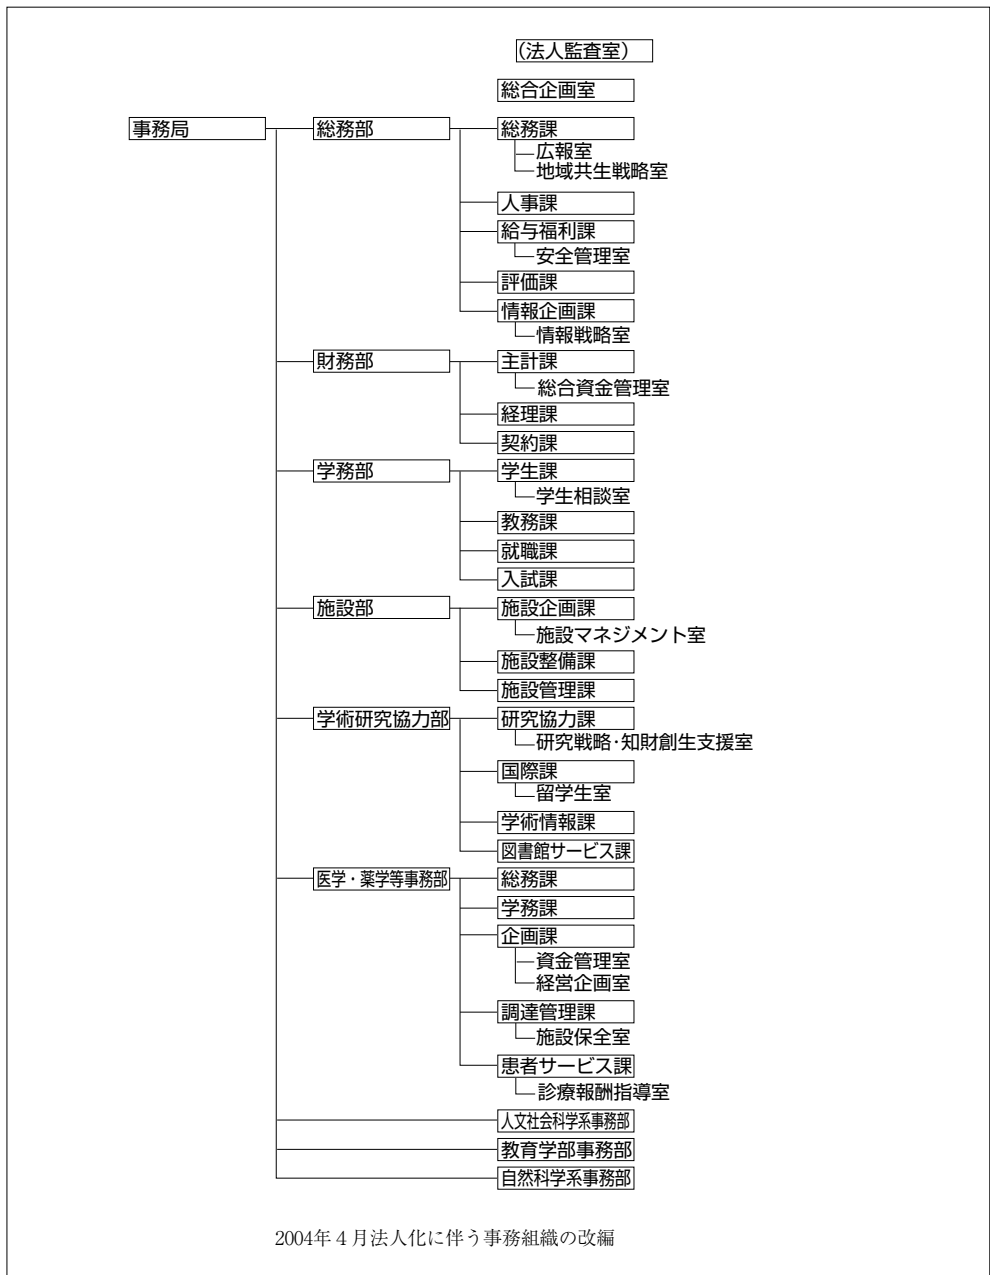 (法人監査室)
総合企画室
事務局 総務部 総務課
広報室
地域共生戦略室
人事課
給与福利課
安全管理室
評価課
情報企画課
情報戦略室
財務部 主計課
総合資金管理室
経理課
契約課
学務部 学生課
学生相談室
教務課
就職課
入試課
施設部 施設企画課
施設マネジメント室
施設整備課
施設管理課
学術研究協力部 研究協力課
研究戦略・知財創生支援室
国際課
留学生室
学術情報課
図書館サービス課
医学・薬学等事務部 総務課
学務課
企画課
資金管理室
経営企画室
調達管理課
施設保全室
患者サービス課
診療報酬指導室
人文社会科学系事務部
教育学部事務部
自然科学系事務部
2004年4月法人化に伴う事務組織の改編